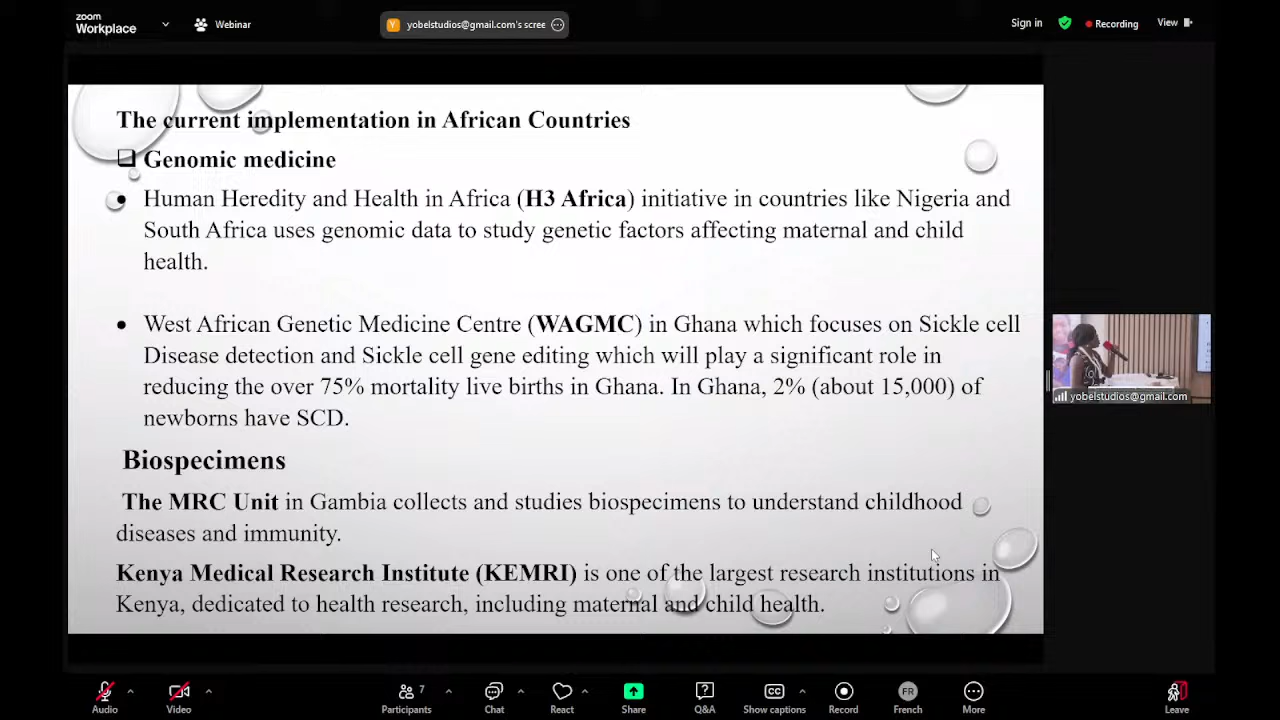 zoom
Workplace
Webinar
Y yobelstudios@gmail.com's scree
Sign in
Recording
View
The current implementation in African Countries
Genomic medicine
Human Heredity and Health in Africa (H3 Africa) initiative in countries like Nigeria and
South Africa uses genomic data to study genetic factors affecting maternal and child
health.
West African Genetic Medicine Centre (WAGMC) in Ghana which focuses on Sickle cell
Disease detection and Sickle cell gene editing which will play a significant role in
reducing the over 75% mortality live births in Ghana. In Ghana, 2% (about 15,000) of
newborns have SCD.
Biospecimens
The MRC Unit in Gambia collects and studies biospecimens to understand childhood
diseases and immunity.
Kenya Medical Research Institute (KEMRI) is one of the largest research institutions in
Kenya, dedicated to health research, including maternal and child health.
yobelstudios@gmail.com
Audio
Video
7
Participants
Chat
React
Share
Q&A
CC
Show captions
Record
FR
French
More
Leave